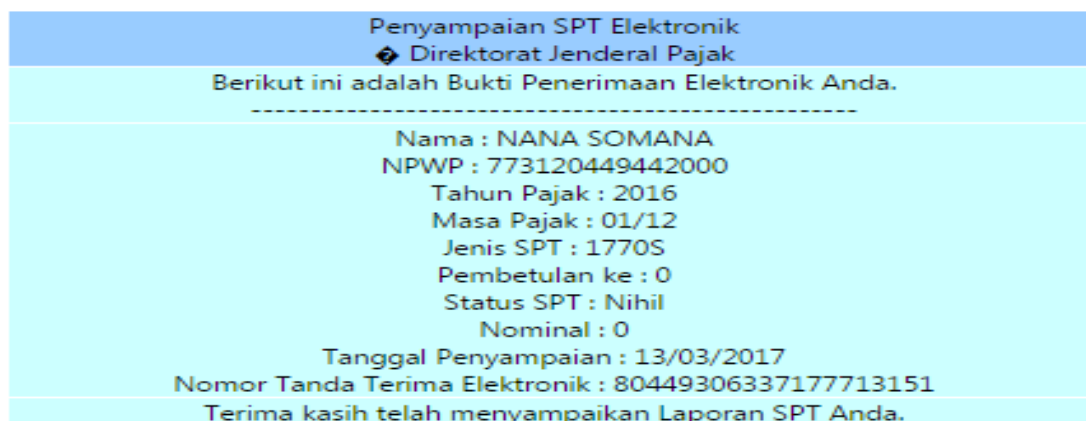 Penyampaian SPT Elektronik
� Direktorat Jenderal Pajak
Berikut ini adalah Bukti Penerimaan Elektronik Anda.
----------------------------------------------------
Nama : NANA SOMANA
NPWP : 773120449442000
Tahun Pajak : 2016
Masa Pajak : 01/12
Jenis SPT : 1770S
Pembetulan ke : 0
Status SPT : Nihil
Nominal : 0
Tanggal Penyampaian : 13/03/2017
Nomor Tanda Terima Elektronik : 80449306337177713151
Terima kasih telah menyampaikan Laporan SPT Anda.